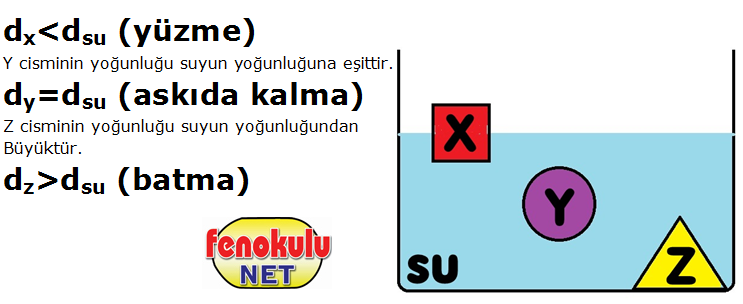 dx<dsu (yüzme)
Y cisminin yoğunluğu suyun yoğunluğuna eşittir.
dy=dsu (askıda kalma)
Z cisminin yoğunluğu suyun yoğunluğundan
Büyüktür.
dz>dsu (batma)
fenokulu
NET
X
Y
Z
SU